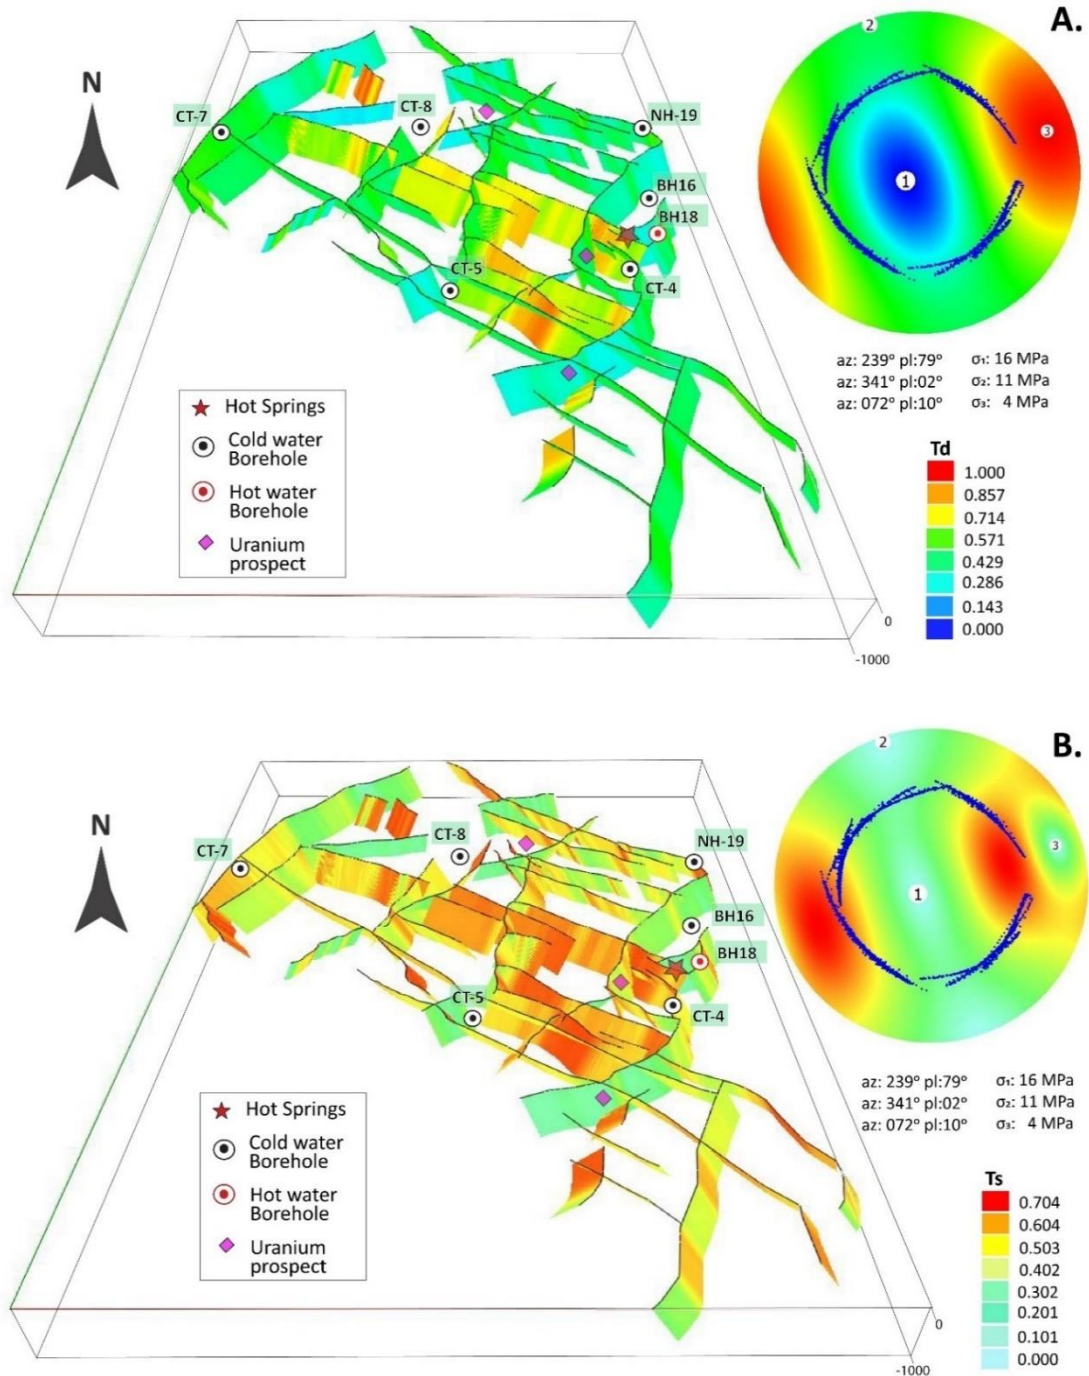 A.
N
2
3
1
CT-7
CT-8
NH-19
BH16
BH18
CT-5
CT-4
az: 239° pl:79° σ₁: 16 MPa
az: 341° pl:02° σ₂: 11 MPa
az: 072° pl:10° σ₃: 4 MPa
Hot Springs
Cold water
Borehole
Hot water
Borehole
Uranium
prospect
Td
1.000
0.857
0.714
0.571
0.429
0.286
0.143
0.000
0
-1000
B.
N
2
3
1
CT-7
CT-8
NH-19
BH16
BH18
CT-5
CT-4
az: 239° pl:79° σ₁: 16 MPa
az: 341° pl:02° σ₂: 11 MPa
az: 072° pl:10° σ₃: 4 MPa
Hot Springs
Cold water
Borehole
Hot water
Borehole
Uranium
prospect
Ts
0.704
0.604
0.503
0.402
0.302
0.201
0.101
0.000
0
-1000